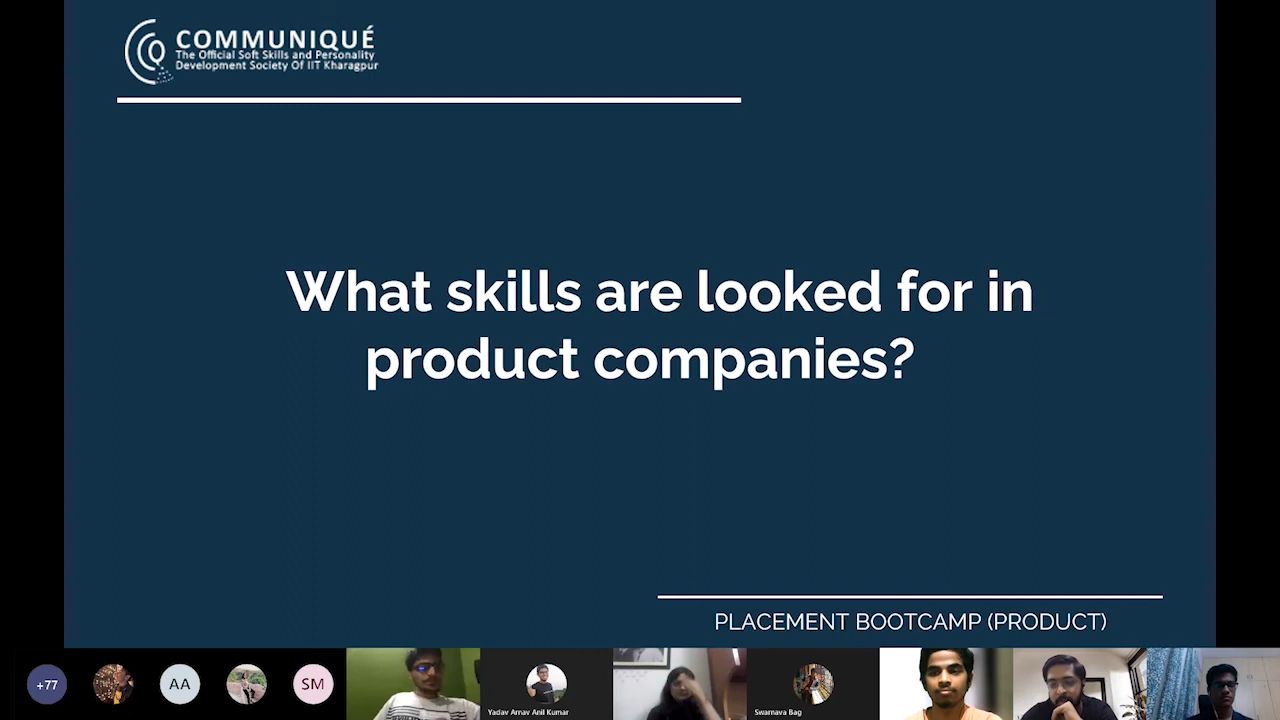 COMMUNIQUÉ
The Official Soft Skills and Personality
Development Society Of IIT Kharagpur
What skills are looked for in
product companies?
PLACEMENT BOOTCAMP (PRODUCT)
+77
AA
SM
Yadav Arnav Anil Kumar
Swarnava Bag